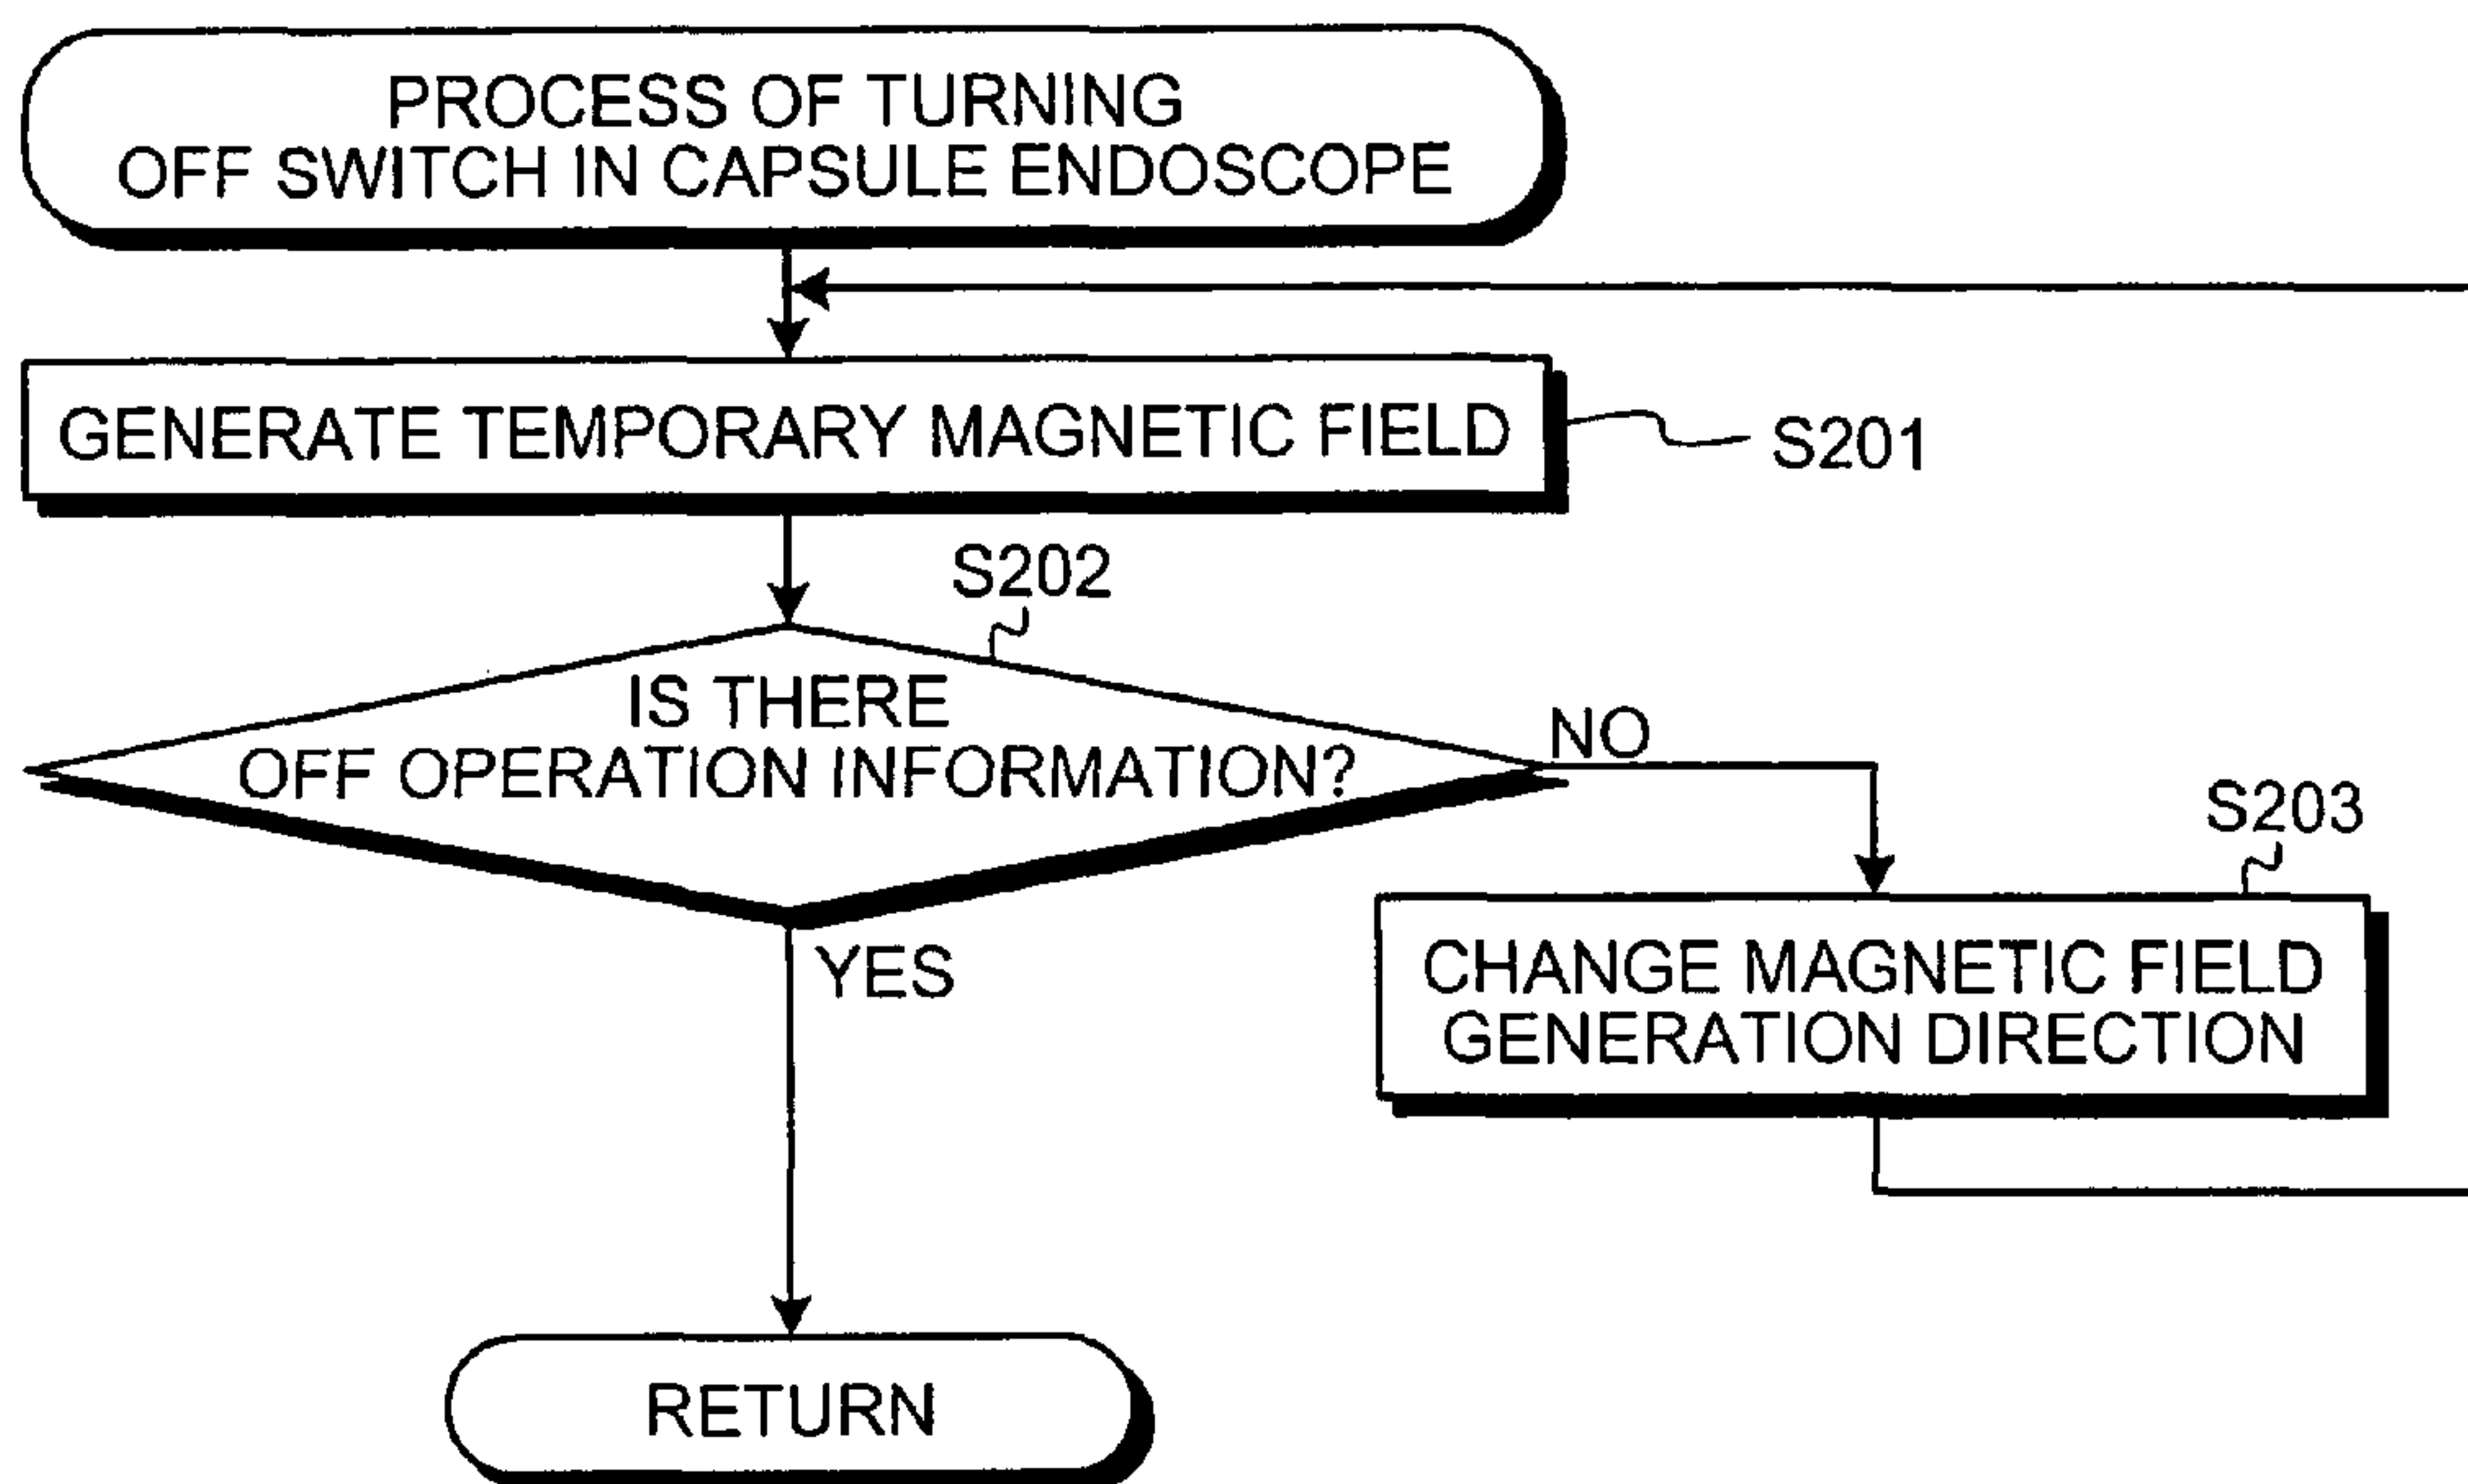 PROCESS OF TURNING
OFF SWITCH IN CAPSULE ENDOSCOPE
GENERATE TEMPORARY MAGNETIC FIELD
S201
S202
IS THERE
OFF OPERATION INFORMATION?
NO
S203
CHANGE MAGNETIC FIELD
GENERATION DIRECTION
YES
RETURN